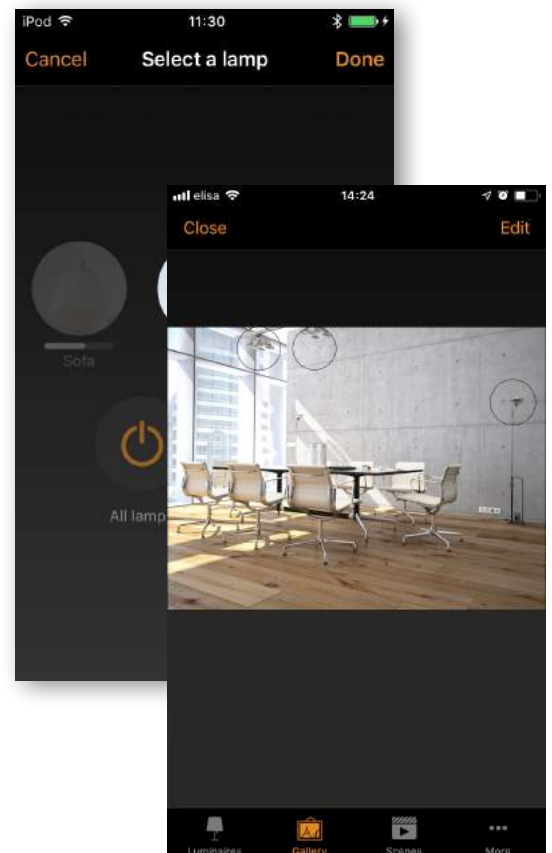 iPod 11:30
Cancel Select a lamp Done
Sofa
All lamp
elisa 14:24
Close Edit
Luminaires Gallery Scenes More